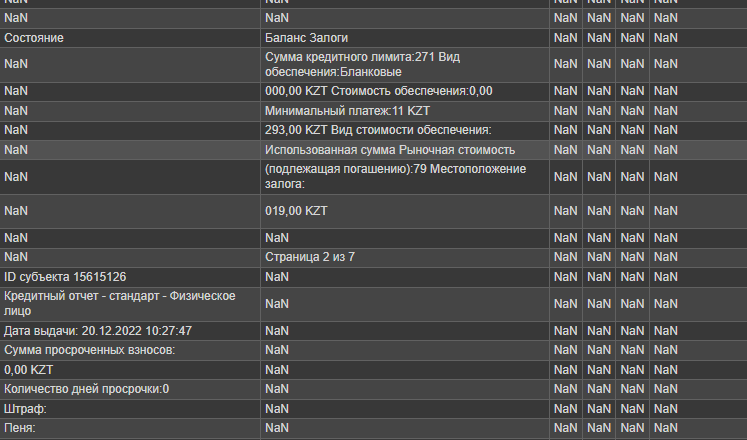 NaN NaN NaN NaN NaN NaN
NaN NaN NaN NaN NaN NaN
Состояние Баланс Залоги NaN NaN NaN NaN
NaN Сумма кредитного лимита:271 Вид
обеспечения:Бланковые NaN NaN NaN NaN
NaN 000,00 KZT Стоимость обеспечения:0,00 NaN NaN NaN NaN
NaN Минимальный платеж:11 KZT NaN NaN NaN NaN
NaN 293,00 KZT Вид стоимости обеспечения: NaN NaN NaN NaN
NaN Использованная сумма Рыночная стоимость NaN NaN NaN NaN
NaN (подлежащая погашению):79 Местоположение
залога: NaN NaN NaN NaN
NaN 019,00 KZT NaN NaN NaN NaN
NaN NaN NaN NaN NaN NaN
NaN Страница 2 из 7 NaN NaN NaN NaN
ID субъекта 15615126 NaN NaN NaN NaN NaN
Кредитный отчет - стандарт - Физическое
лицо NaN NaN NaN NaN NaN
Дата выдачи: 20.12.2022 10:27:47 NaN NaN NaN NaN NaN
Сумма просроченных взносов: NaN NaN NaN NaN NaN
0,00 KZT NaN NaN NaN NaN NaN
Количество дней просрочки:0 NaN NaN NaN NaN NaN
Штраф: NaN NaN NaN NaN NaN
Пеня: NaN NaN NaN NaN NaN